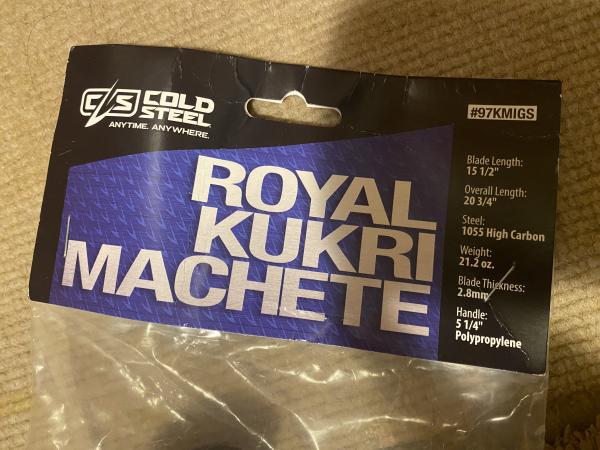 C/S COLD
STEEL
ANYTIME. ANYWHERE.
#97KMIGS
ROYAL
KUKRI
MACHETE
Blade Length:
15 1/2"
Overall Length:
20 3/4"
Steel:
1055 High Carbon
Weight:
21.2 oz.
Blade Thickness:
2.8mm
Handle:
5 1/4"
Polypropylene